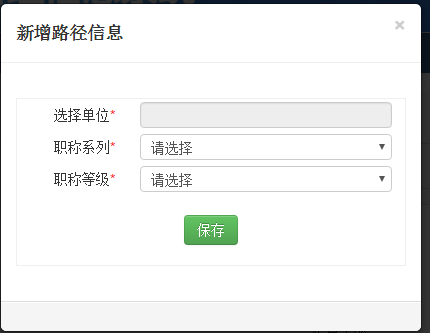 新增路径信息 ×
选择单位*
职称系列* 请选择
职称等级* 请选择
保存